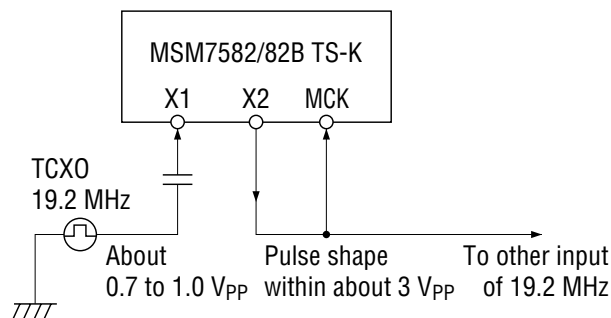 MSM7582/82B TS-K
X1 X2 MCK
TCXO
19.2 MHz
About
0.7 to 1.0 VPP
Pulse shape
within about 3 VPP
To other input
of 19.2 MHz